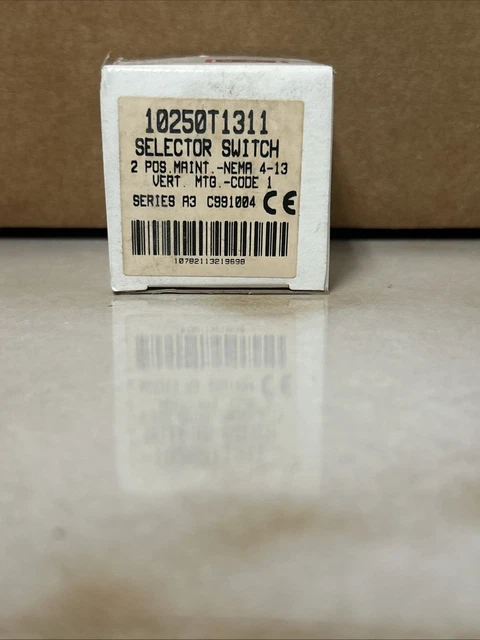 10250T1311
SELECTOR SWITCH
2 POS.MAINT.-NEMA 4-13
VERT. MTG.-CODE 1
SERIES A3 C991004 CE
10782113219698